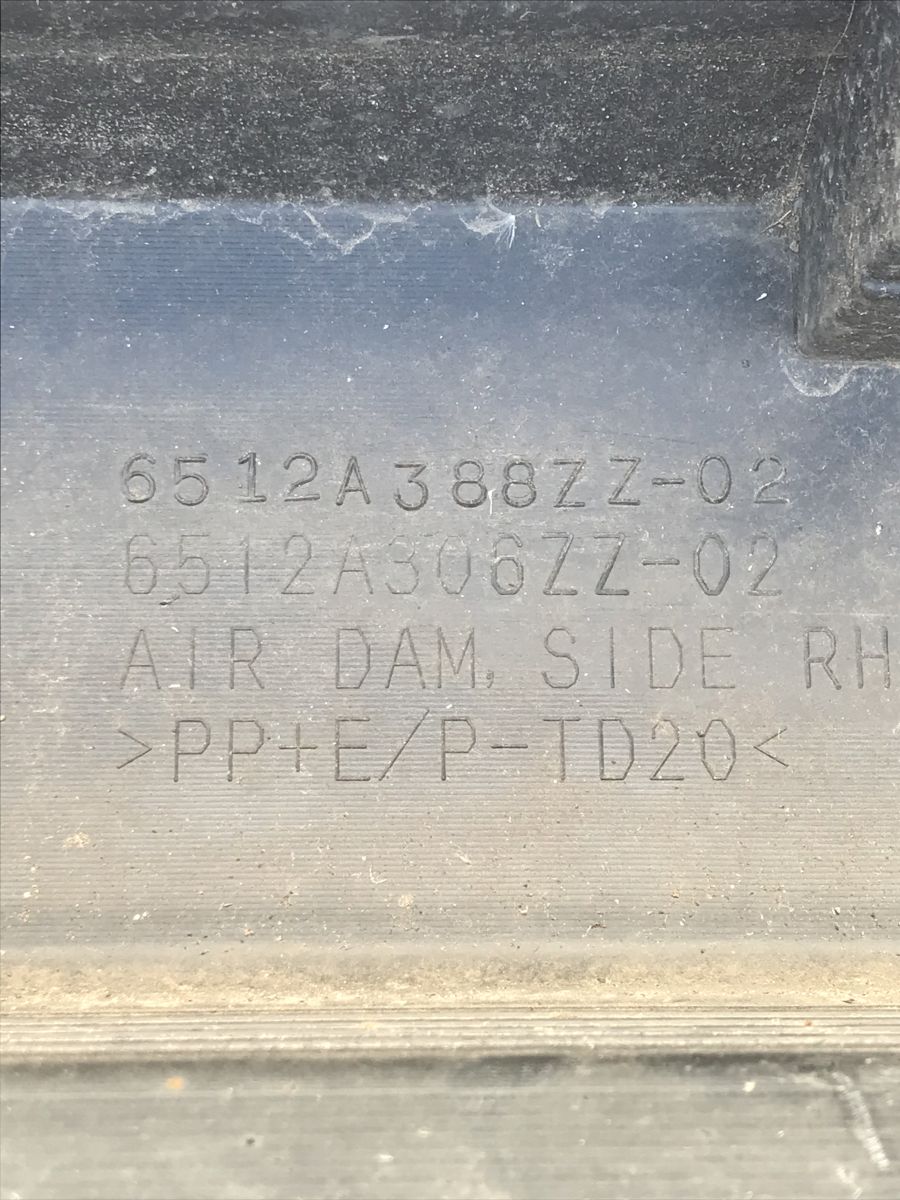 6512A388ZZ-02
6512A306ZZ-02
AIR DAM, SIDE RH
>PP+E/P-TD20<